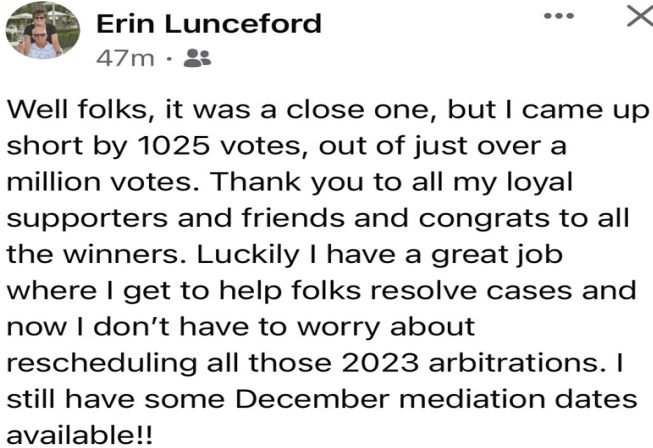 Erin Lunceford
47m ·
Well folks, it was a close one, but I came up
short by 1025 votes, out of just over a
million votes. Thank you to all my loyal
supporters and friends and congrats to all
the winners. Luckily I have a great job
where I get to help folks resolve cases and
now I don’t have to worry about
rescheduling all those 2023 arbitrations. I
still have some December mediation dates
available!!